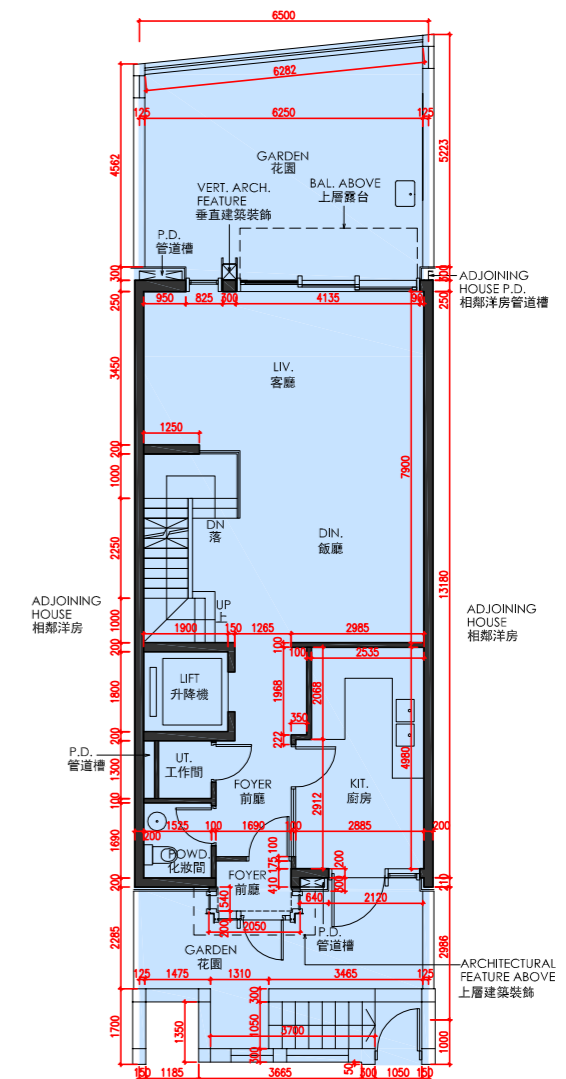 6500
6282
125
6250
125
4562
5223
GARDEN
花園
VERT. ARCH.
FEATURE
垂直建築裝飾
BAL. ABOVE
上層露台
P.D.
管道槽
300
300
ADJOINING
HOUSE P.D.
相鄰洋房管道槽
250
950
825
300
4135
90
250
3450
LIV.
客廳
1250
200
1000
7900
DN
落
DIN.
飯廳
2250
13180
ADJOINING
HOUSE
相鄰洋房
UP
上
ADJOINING
HOUSE
相鄰洋房
1000
1900
150
1265
2985
200
100
100
2535
LIFT
升降機
1800
1968
2068
350
200
222
P.D.
管道槽
UT.
工作間
1300
4980
FOYER
前廳
KIT.
廚房
2912
100
1525
100
1690
100
2885
200
200
1690
100
POWD.
化妝間
175
200
FOYER
前廳
410
200
300
210
540
640
2120
200
2050
2285
P.D.
管道槽
2986
GARDEN
花園
ARCHITECTURAL
FEATURE ABOVE
上層建築裝飾
125
1475
1310
3465
125
300
1700
1350
1050
3700
1000
300
50
150
1185
3665
300
1050
150